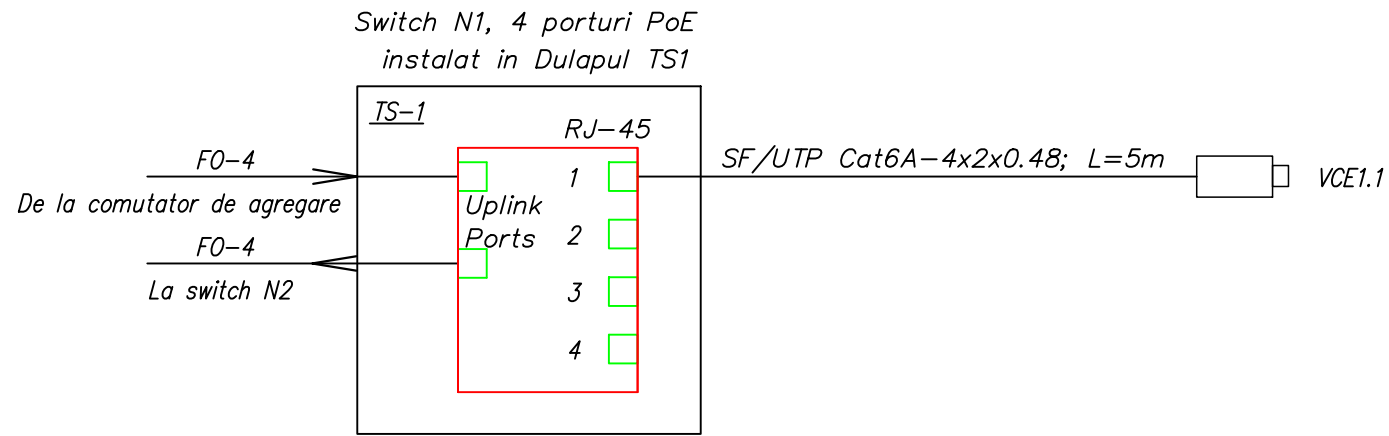 Switch N1, 4 porturi PoE
instalat in Dulapul TS1
TS-1
RJ-45
FO-4
De la comutator de agregare
FO-4
La switch N2
Uplink
Ports
1
2
3
4
SF/UTP Cat6A-4x2x0.48; L=5m
VCE1.1